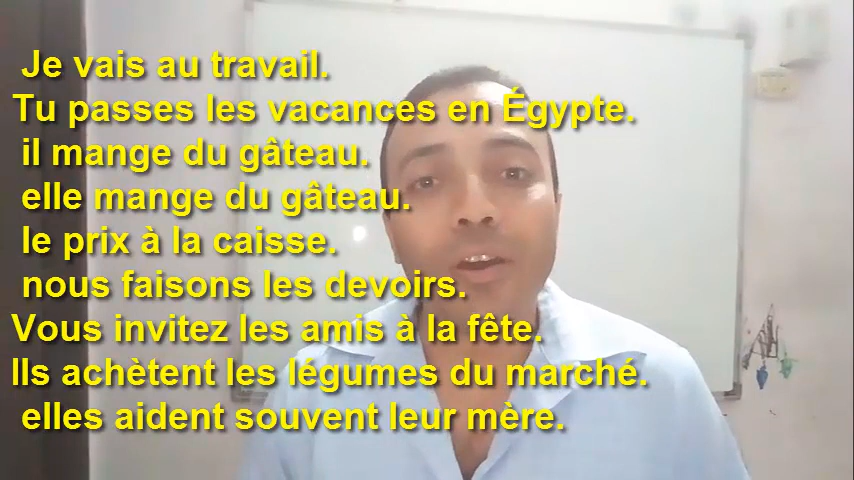 Je vais au travail.
Tu passes les vacances en Égypte.
il mange du gâteau.
elle mange du gâteau.
le prix à la caisse.
nous faisons les devoirs.
Vous invitez les amis à la fête.
Ils achètent les légumes du marché.
elles aident souvent leur mère.